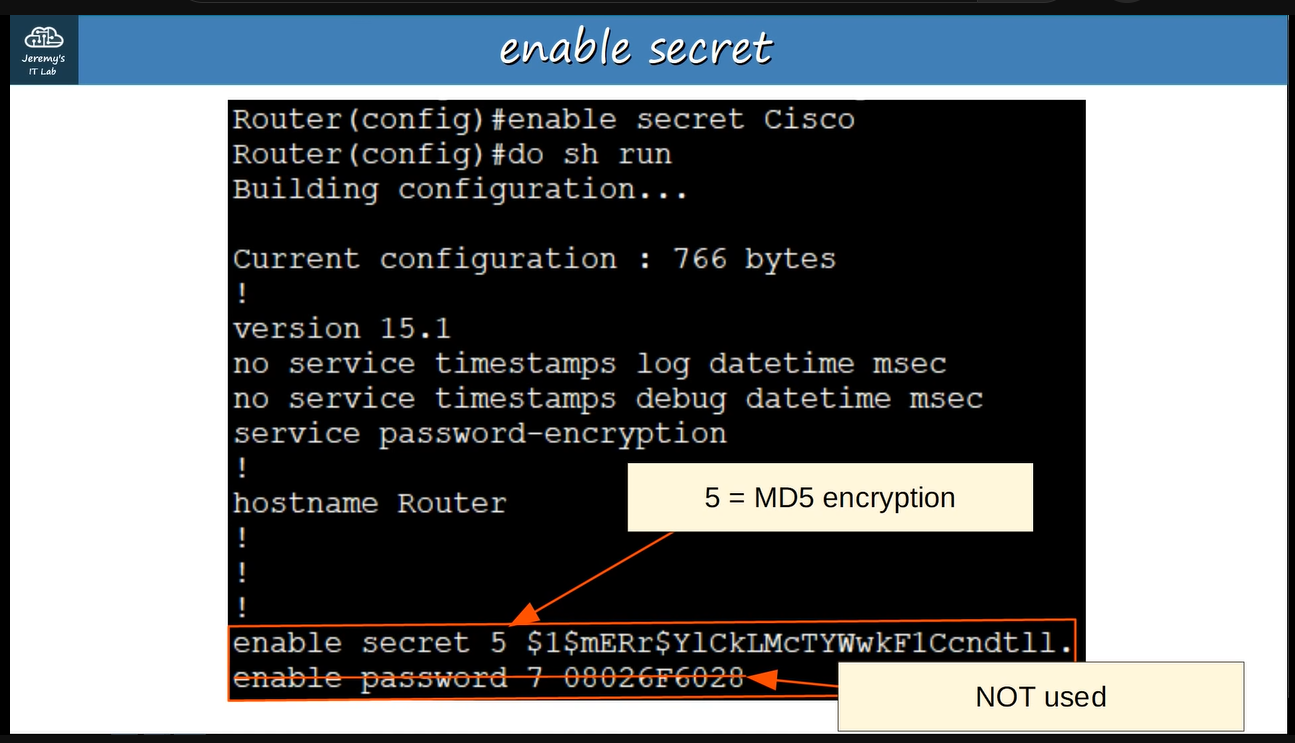 Jeremy's
IT Lab
enable secret
Router(config)#enable secret Cisco
Router(config)#do sh run
Building configuration...
Current configuration : 766 bytes
!
version 15.1
no service timestamps log datetime msec
no service timestamps debug datetime msec
service password-encryption
!
5 = MD5 encryption
hostname Router
!
!
!
enable secret 5 $1$mERr$YlCkLMcTYWwkF1Ccndtll.
enable password 7 08026F6028
NOT used